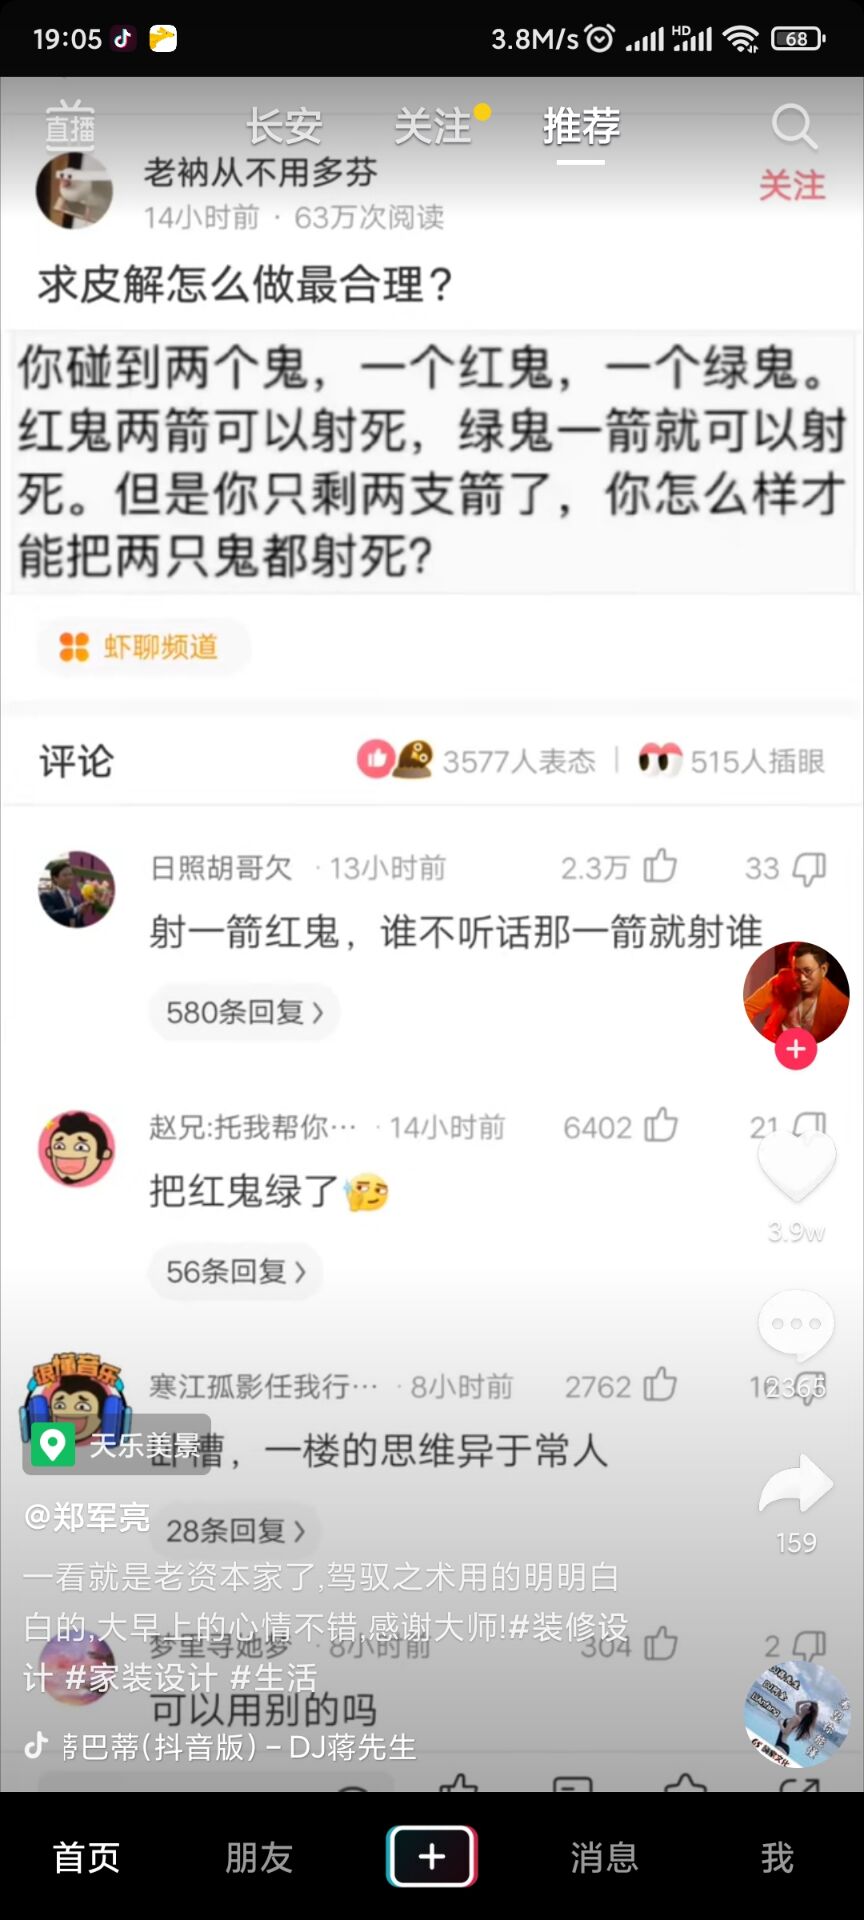 19:05
3.8M/s
HD
68
直播
长安
关注
推荐
老衲从不用多芬
14小时前 · 63万次阅读
关注
求皮解怎么做最合理？
你碰到两个鬼，一个红鬼，一个绿鬼。
红鬼两箭可以射死，绿鬼一箭就可以射
死。但是你只剩两支箭了，你怎么样才
能把两只鬼都射死?
虾聊频道
评论
3577人表态
515人插眼
日照胡哥欠 · 13小时前
2.3万
33
射一箭红鬼，谁不听话那一箭就射谁
580条回复 >
赵兄:托我帮你··· · 14小时前
6402
21
把红鬼绿了
3.9w
56条回复 >
很懂音乐
寒江孤影任我行··· · 8小时前
2762
2365
天乐美景
卧槽，一楼的思维异于常人
@郑军亮
28条回复 >
159
一看就是老资本家了,驾驭之术用的明明白
白的,大早上的心情不错,感谢大师!#装修设
计 #家装设计 #生活
梦里寻她梦 · 8小时前
304
2
可以用别的吗
蒂巴蒂(抖音版) – DJ蒋先生
首页
朋友
消息
我